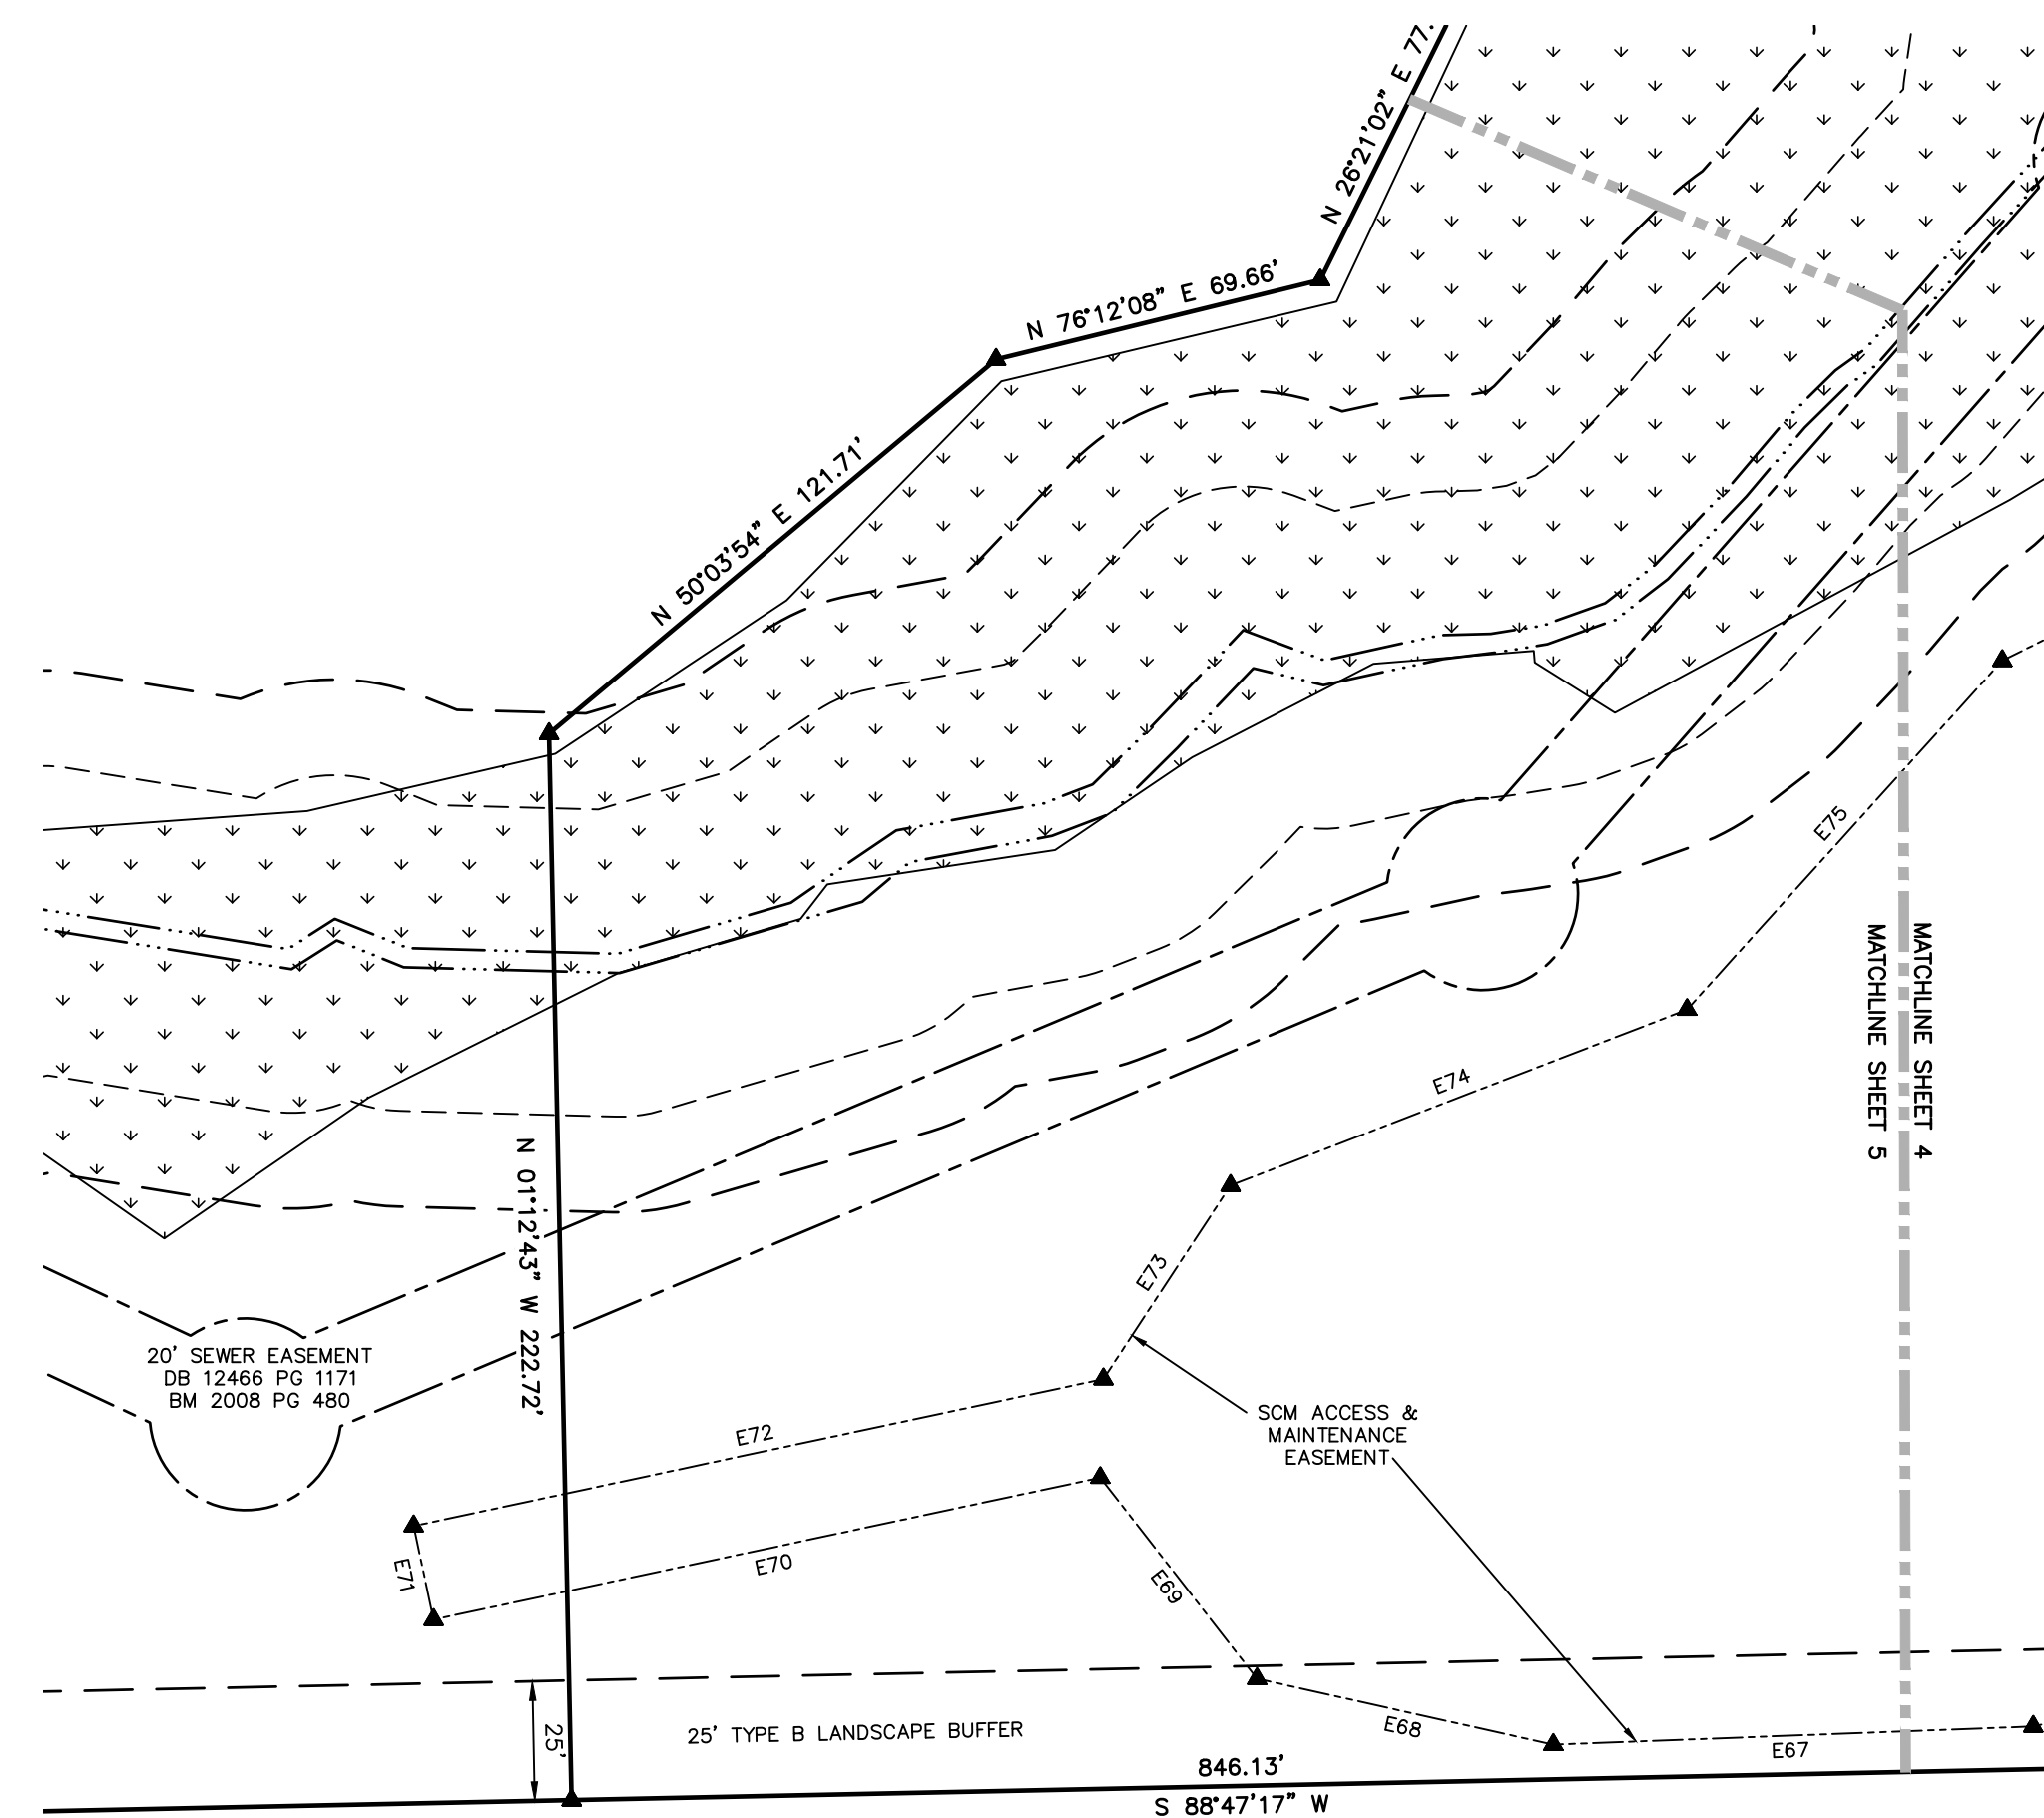 N 26°21'02" E 77.
N 76°12'08" E 69.66'
N 50°03'54" E 121.71'
E75
MATCHLINE SHEET 4
MATCHLINE SHEET 5
E74
N 01°12'43" W 222.72'
E73
20' SEWER EASEMENT
DB 12466 PG 1171
BM 2008 PG 480
SCM ACCESS &
MAINTENANCE
EASEMENT
E72
E70
E71
E69
25' TYPE B LANDSCAPE BUFFER
25'
E68
E67
846.13'
S 88°47'17" W